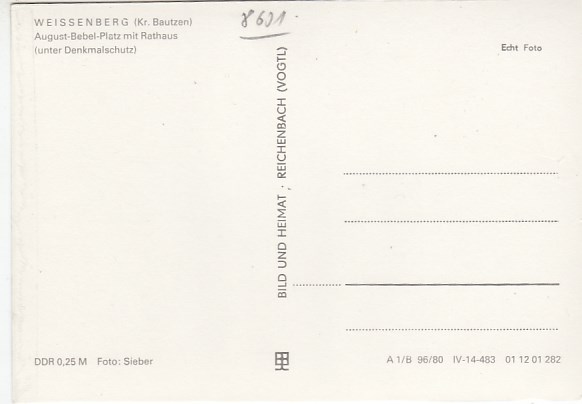 WEISSENBERG (Kr. Bautzen)
August-Bebel-Platz mit Rathaus
(unter Denkmalschutz)
8691
Echt Foto
BILD UND HEIMAT · REICHENBACH (VOGTL)
DDR 0,25 M Foto: Sieber
A 1/B 96/80 IV-14-483 01 12 01 282